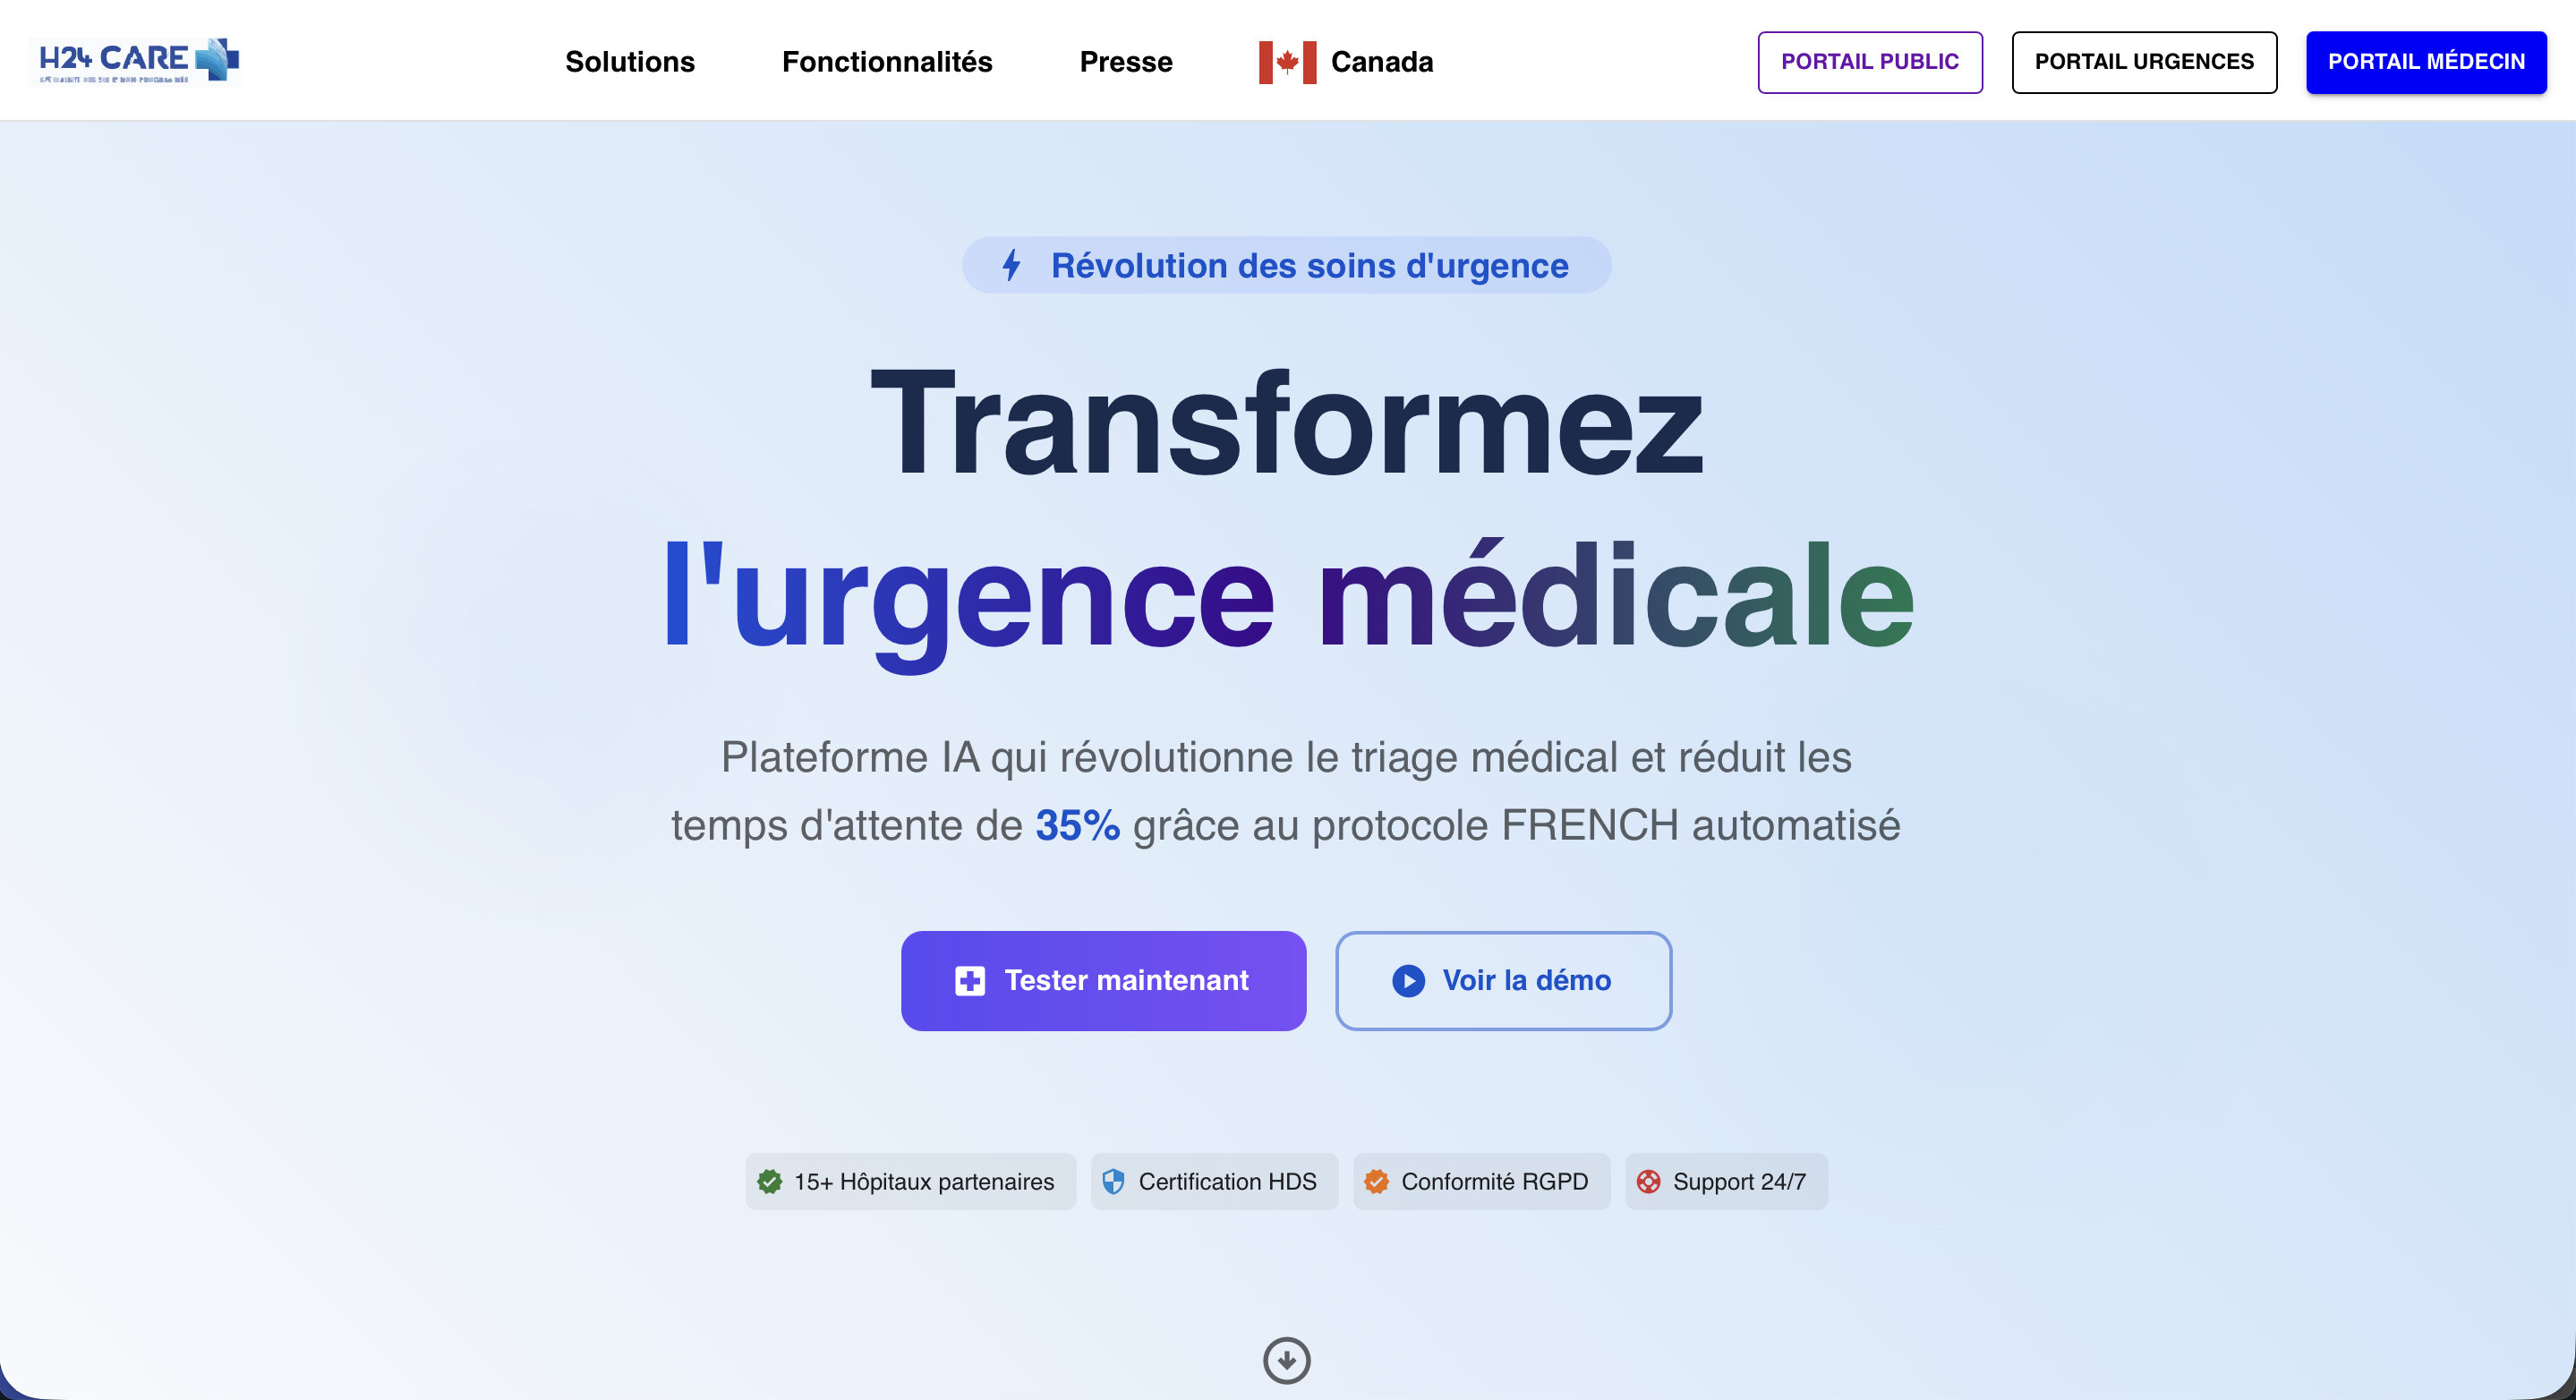 H24 CARE
Solutions
Fonctionnalités
Presse
Canada
PORTAIL PUBLIC
PORTAIL URGENCES
PORTAIL MÉDECIN
Révolution des soins d'urgence
Transformez
l'urgence médicale
Plateforme IA qui révolutionne le triage médical et réduit les
temps d'attente de 35% grâce au protocole FRENCH automatisé
Tester maintenant
Voir la démo
15+ Hôpitaux partenaires
Certification HDS
Conformité RGPD
Support 24/7